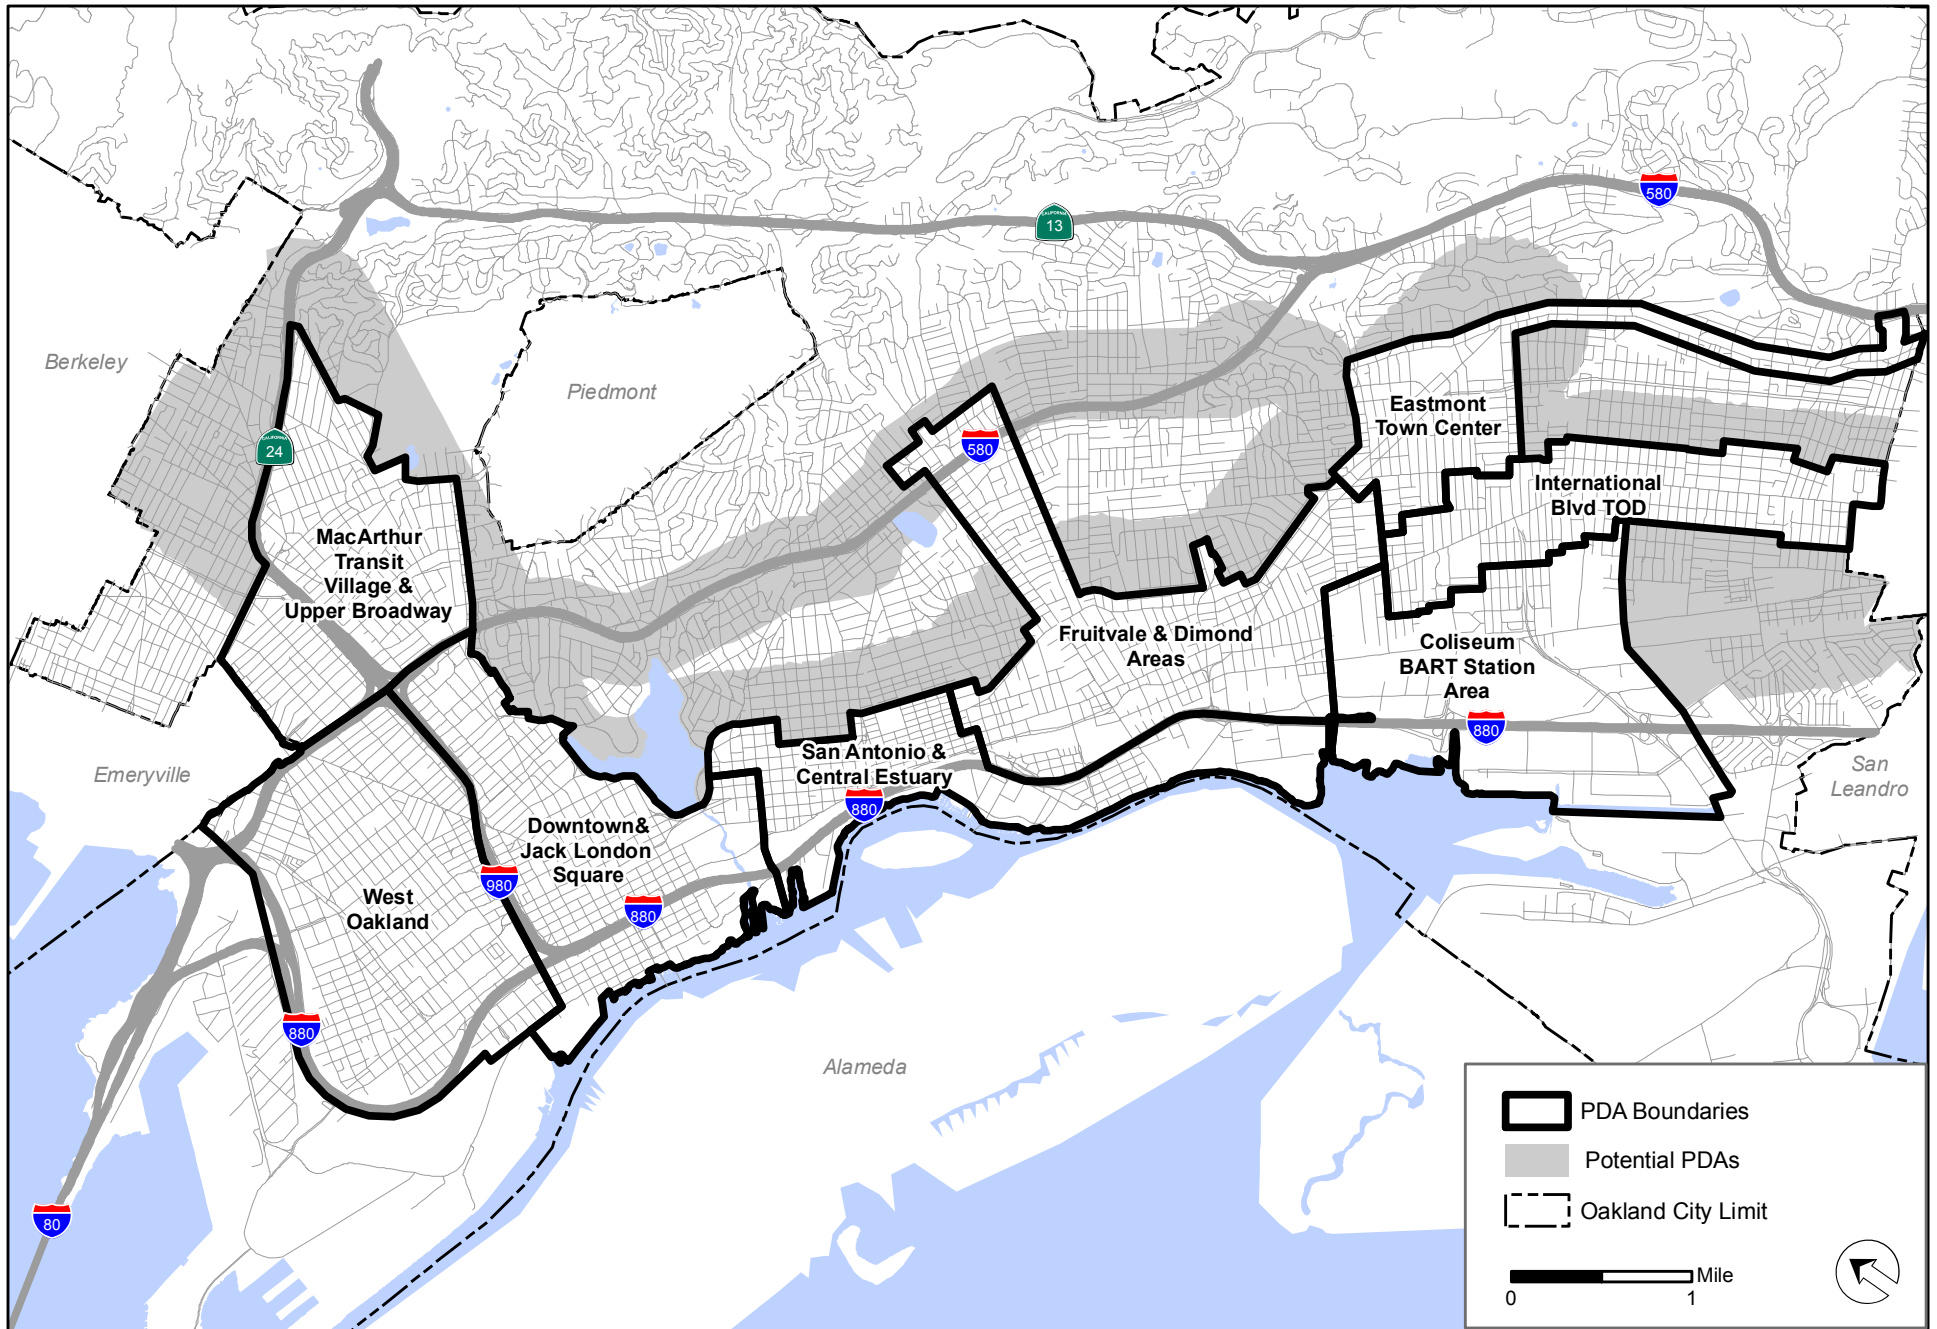 580
CALIFORNIA
13
Berkeley
Piedmont
Eastmont
Town Center
CALIFORNIA
24
580
International
Blvd TOD
MacArthur
Transit
Village &
Upper Broadway
Fruitvale & Dimond
Areas
Coliseum
BART Station
Area
880
San Antonio &
Central Estuary
880
Emeryville
San
Leandro
Downtown&
Jack London
Square
980
880
West
Oakland
880
Alameda
80
PDA Boundaries
Potential PDAs
Oakland City Limit
Mile
0
1